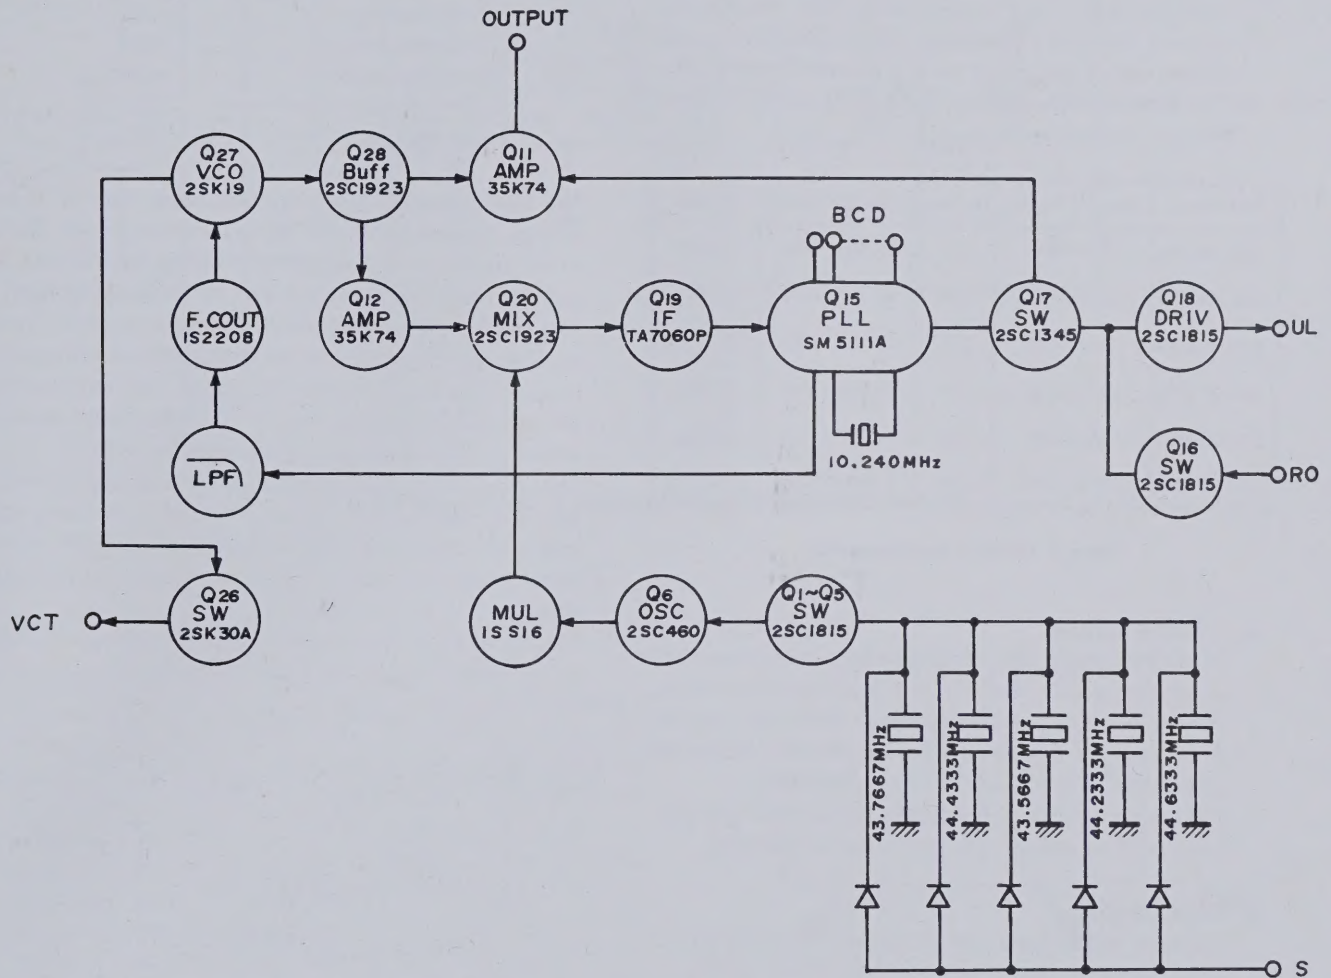 OUTPUT
Q27
VCO
2SK19
Q28
Buff
2SC1923
Q11
AMP
35K74
BCD
F.COUT
1S2208
Q12
AMP
35K74
Q20
MIX
2SC1923
Q19
IF
TA7060P
Q15
PLL
SM5111A
Q17
SW
2SC1345
Q18
DRIV
2SC1815
UL
LPF
10.240MHz
Q16
SW
2SC1815
RO
VCT
Q26
SW
2SK30A
MUL
1SS16
Q6
OSC
2SC460
Q1~Q5
SW
2SC1815
43.7667MHz
44.4333MHz
43.5667MHz
44.2333MHz
44.6333MHz
S